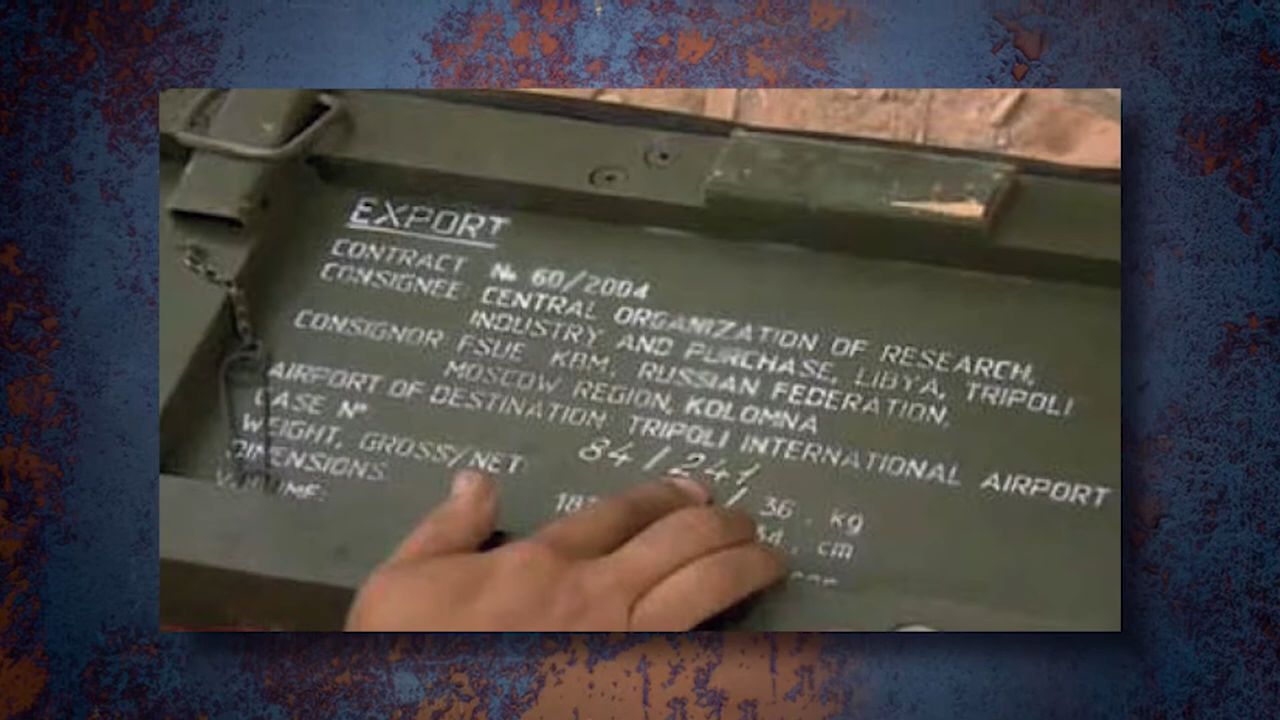 EXPORT
CONTRACT № 60/2004
CONSIGNEE CENTRAL ORGANIZATION OF RESEARCH,
INDUSTRY AND PURCHASE, LIBYA, TRIPOLI
CONSIGNOR FSUE KBM, RUSSIAN FEDERATION,
MOSCOW REGION, KOLOMNA
AIRPORT OF DESTINATION TRIPOLI INTERNATIONAL AIRPORT
CASE Nº 84/241
WEIGHT, GROSS/NET / 36 . kg
DIMENSIONS cm